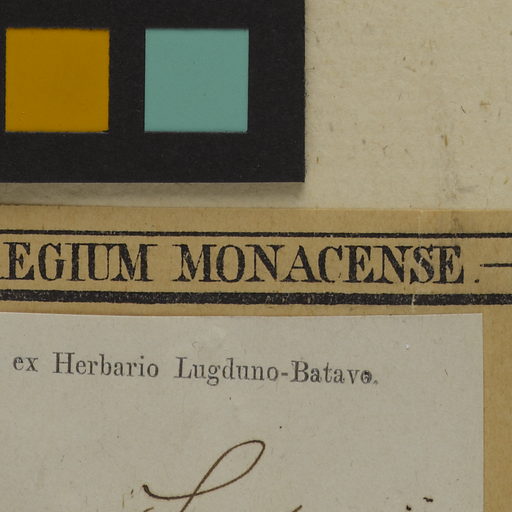 EGIUM MONACENSE.
ex Herbario Lugduno-Batavo.